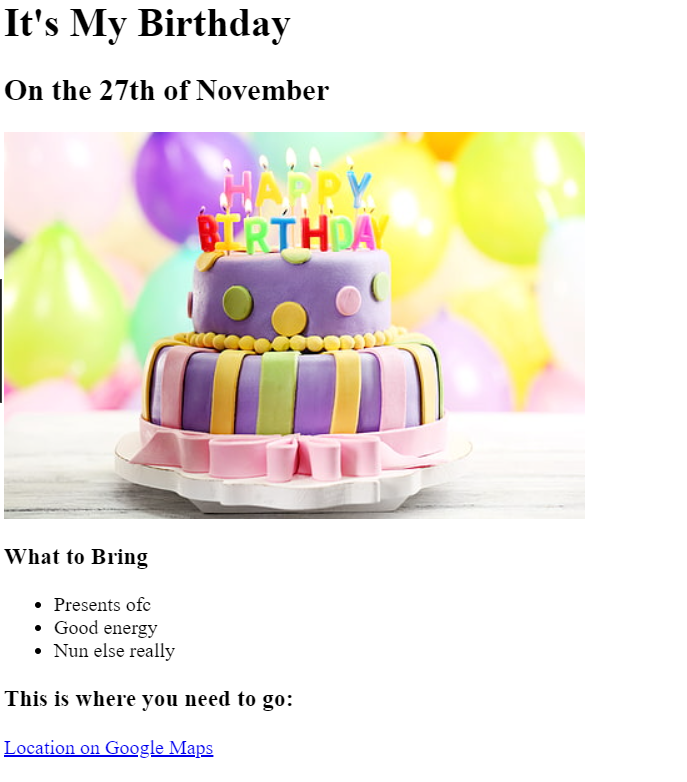 It's My Birthday
On the 27th of November
HAPPY
BIRTHDAY
What to Bring
Presents ofc
Good energy
Nun else really
This is where you need to go:
Location on Google Maps